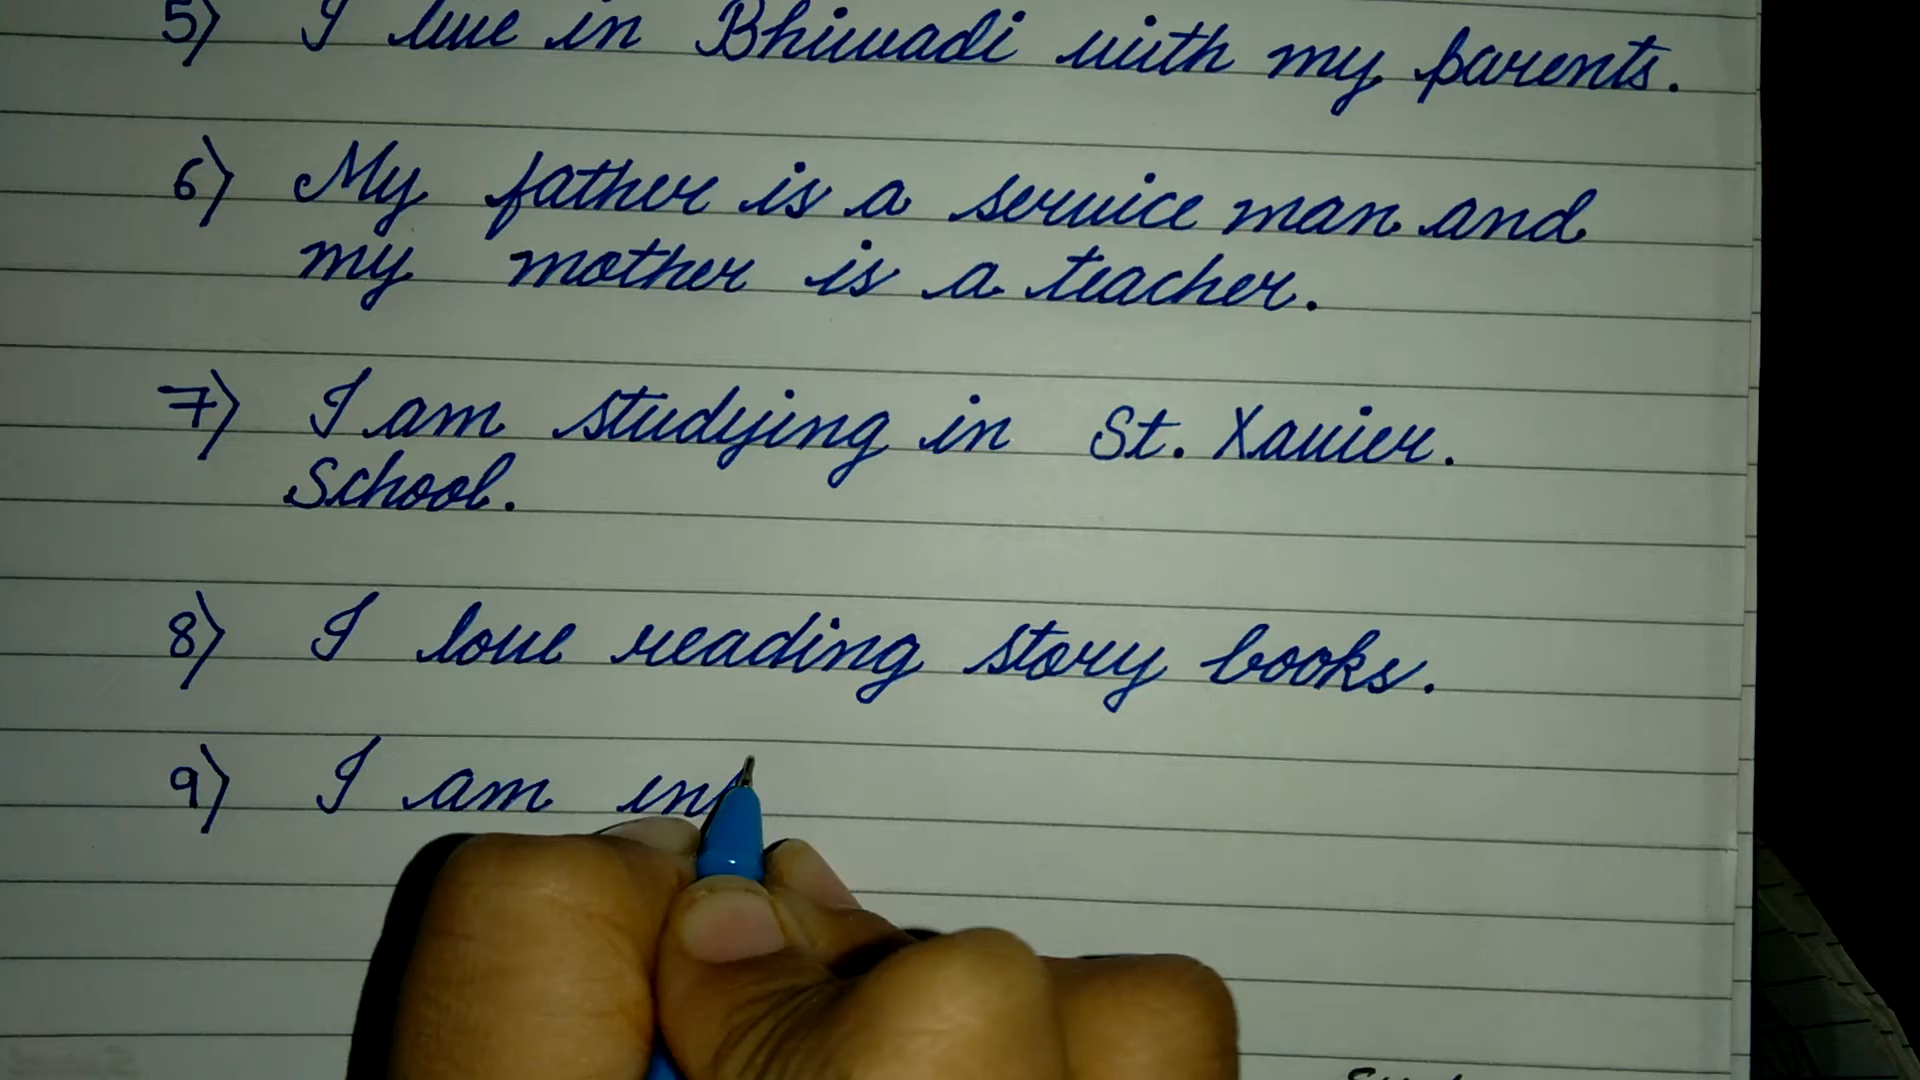 5) I live in Bhiwadi with my parents.
6) My father is a service man and
my mother is a teacher.
7) I am studying in St. Xavier.
School.
8) I love reading story books.
9) I am in